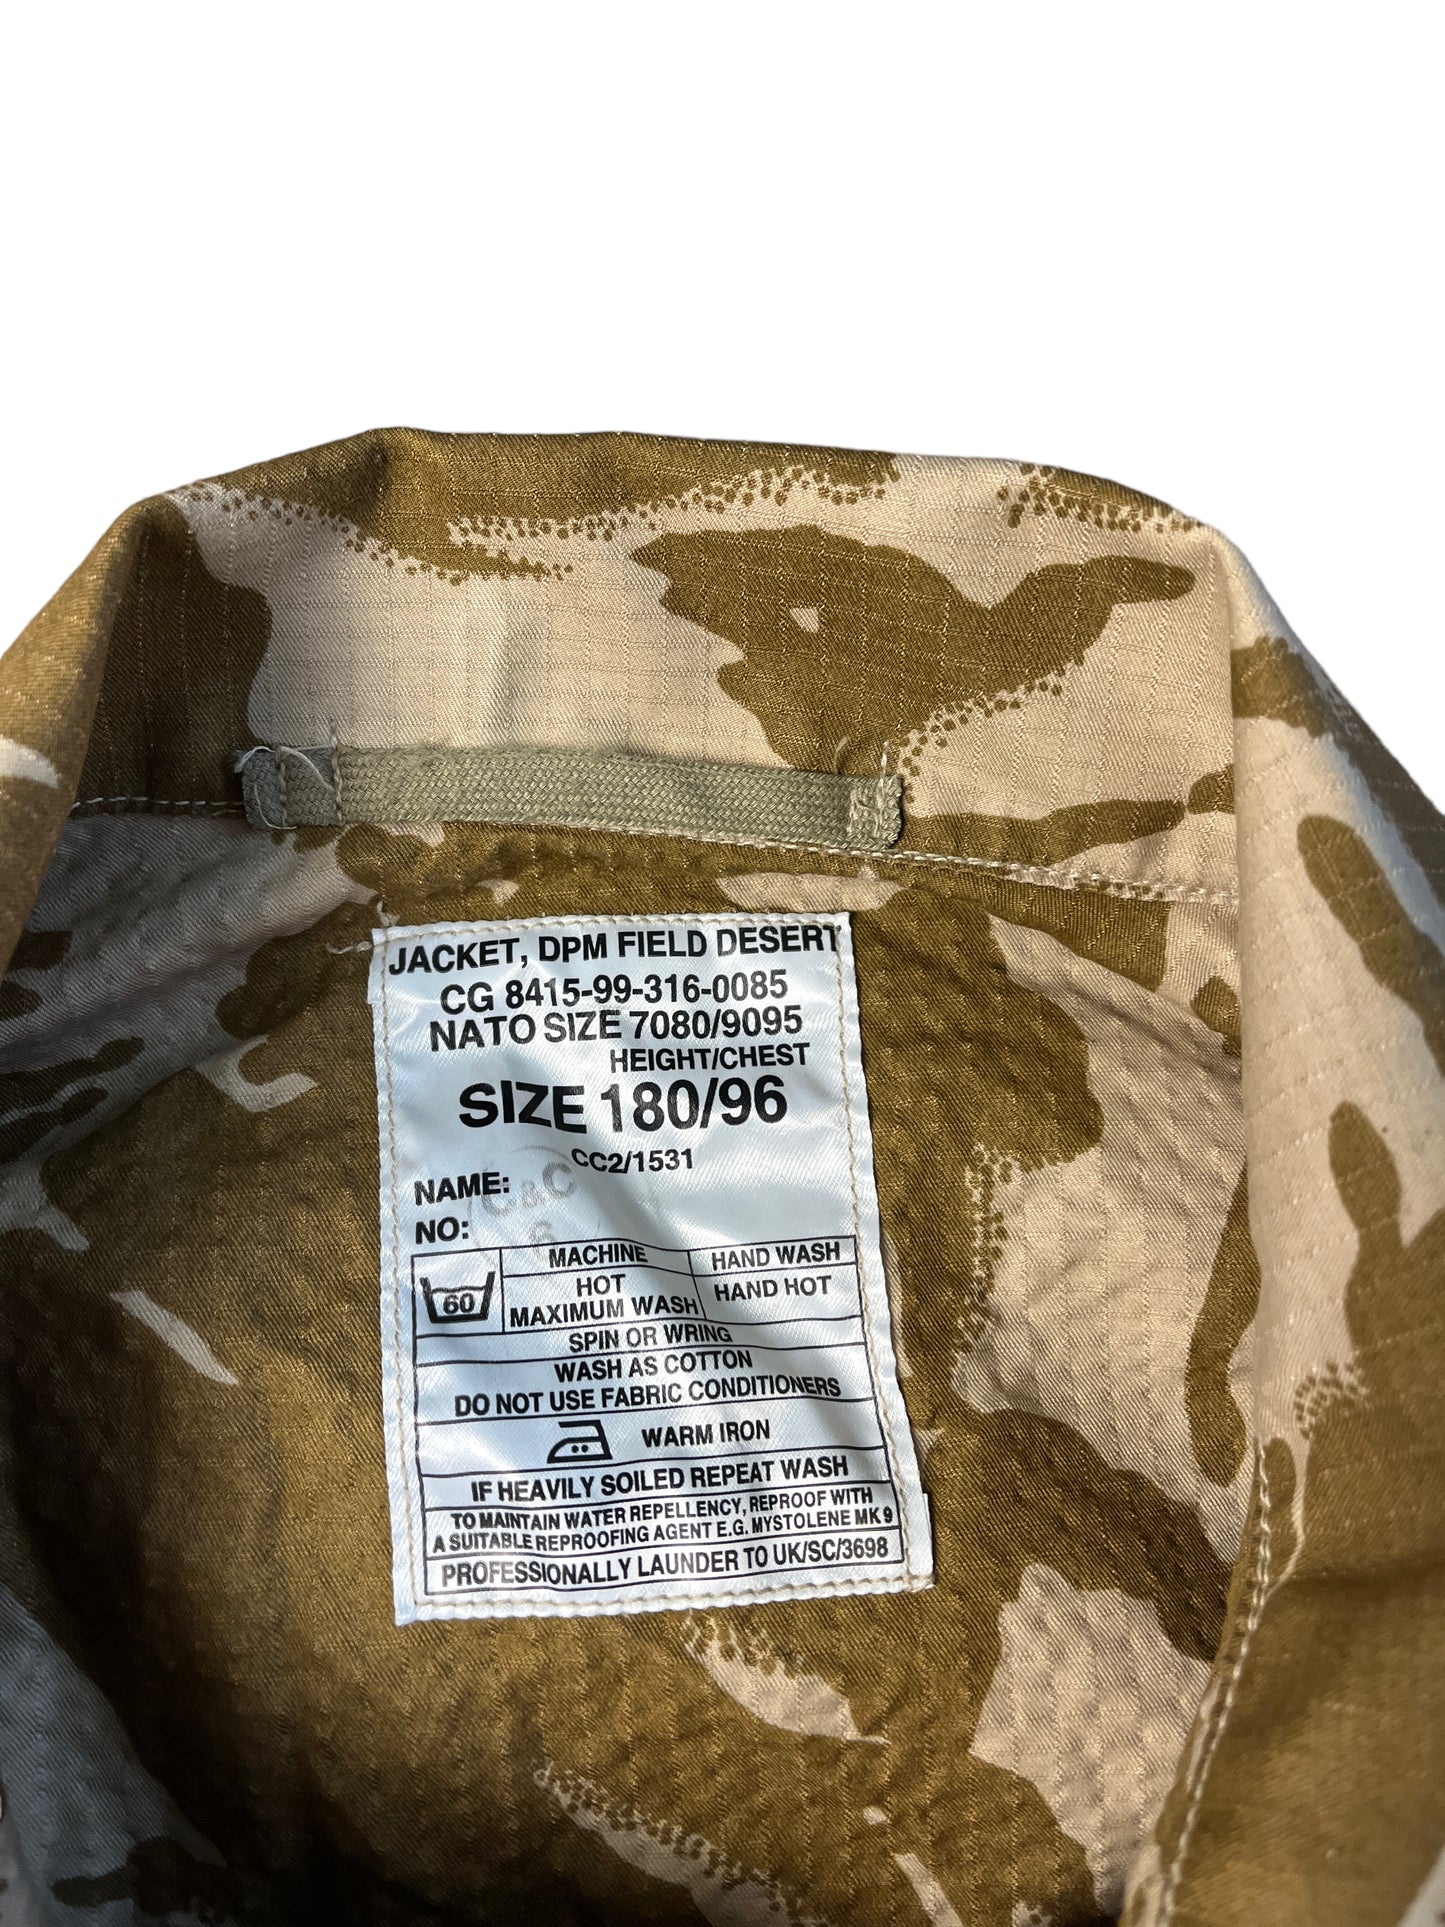 JACKET, DPM FIELD DESERT
CG 8415-99-316-0085
NATO SIZE 7080/9095
HEIGHT/CHEST
SIZE 180/96
CC2/1531
NAME:
C&C
NO:
6
MACHINE HAND WASH
60 HOT HAND HOT
MAXIMUM WASH
SPIN OR WRING
WASH AS COTTON
DO NOT USE FABRIC CONDITIONERS
WARM IRON
IF HEAVILY SOILED REPEAT WASH
TO MAINTAIN WATER REPELLENCY, REPROOF WITH
A SUITABLE REPROOFING AGENT E.G. MYSTOLENE MK 9
PROFESSIONALLY LAUNDER TO UK/SC/3698